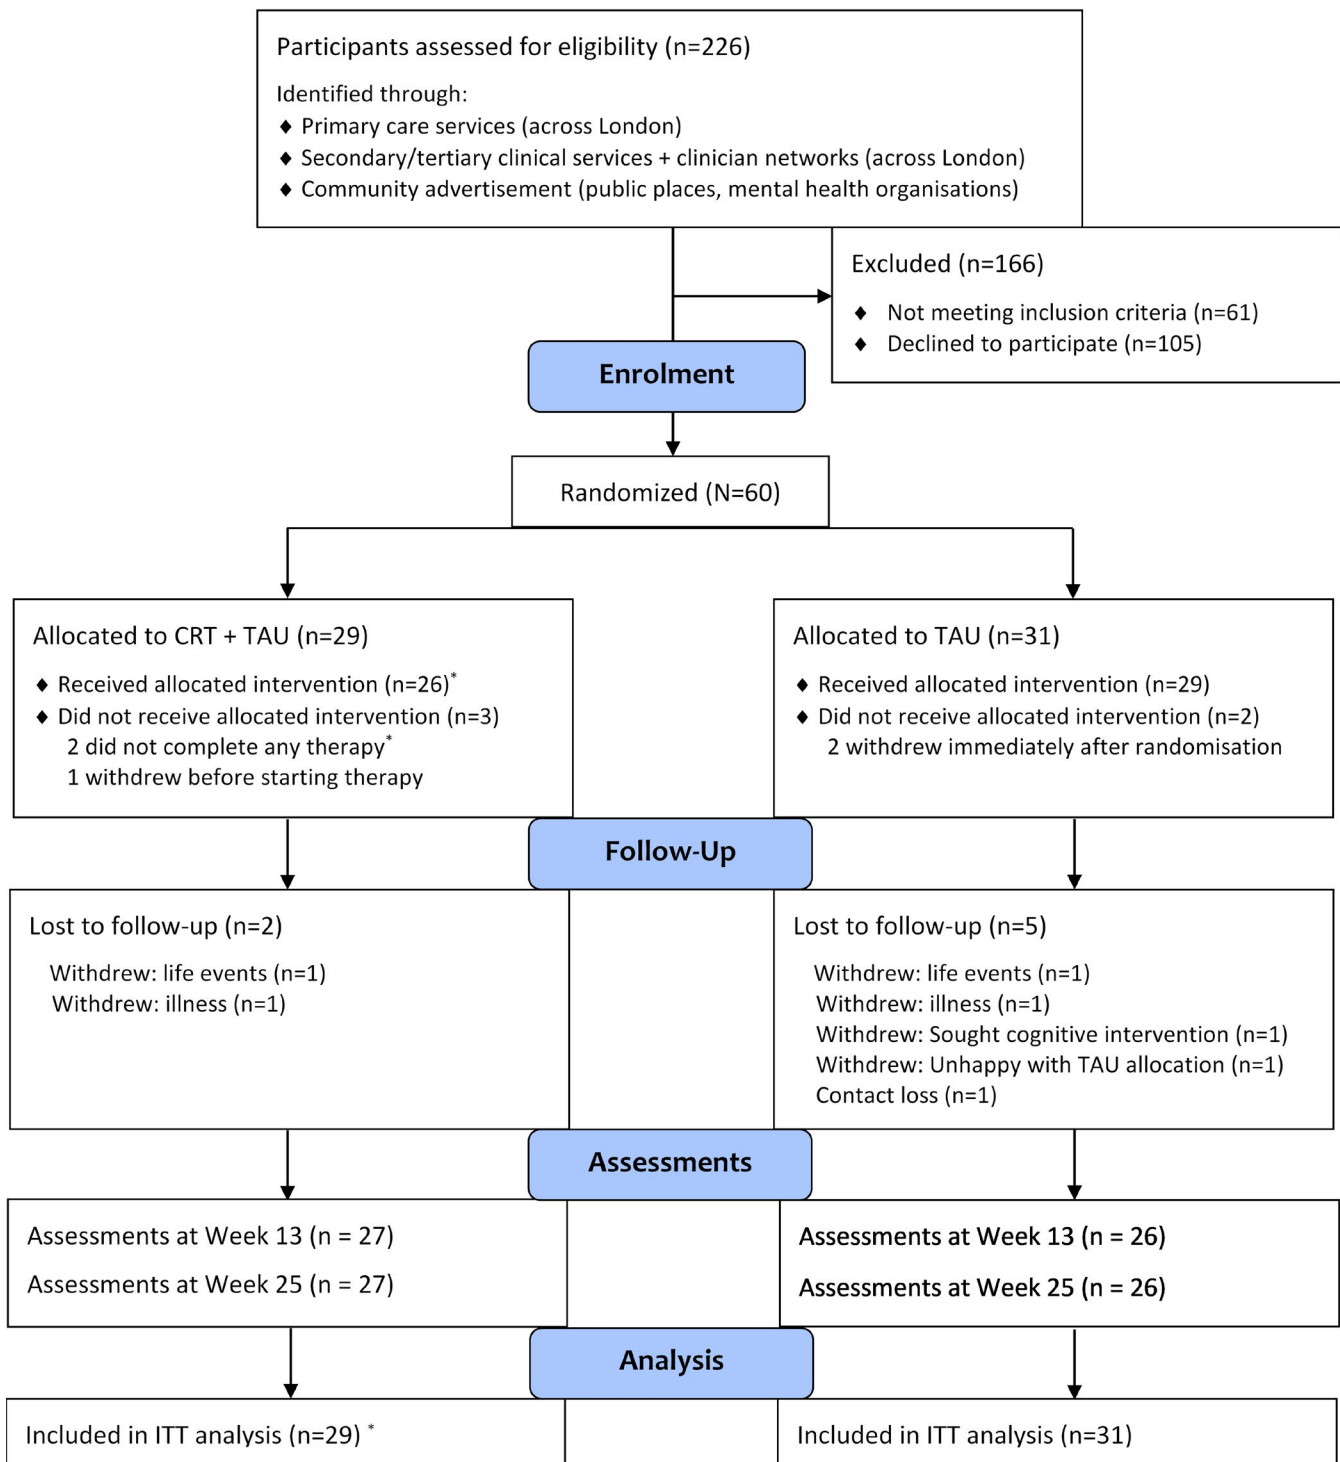 Participants assessed for eligibility (n=226)
Identified through:
♦ Primary care services (across London)
♦ Secondary/tertiary clinical services + clinician networks (across London)
♦ Community advertisement (public places, mental health organisations)
Excluded (n=166)
♦ Not meeting inclusion criteria (n=61)
♦ Declined to participate (n=105)
Enrolment
Randomized (N=60)
Allocated to CRT + TAU (n=29)
♦ Received allocated intervention (n=26)*
♦ Did not receive allocated intervention (n=3)
2 did not complete any therapy*
1 withdrew before starting therapy
Allocated to TAU (n=31)
♦ Received allocated intervention (n=29)
♦ Did not receive allocated intervention (n=2)
2 withdrew immediately after randomisation
Follow-Up
Lost to follow-up (n=2)
Withdrew: life events (n=1)
Withdrew: illness (n=1)
Lost to follow-up (n=5)
Withdrew: life events (n=1)
Withdrew: illness (n=1)
Withdrew: Sought cognitive intervention (n=1)
Withdrew: Unhappy with TAU allocation (n=1)
Contact loss (n=1)
Assessments
Assessments at Week 13 (n = 27)
Assessments at Week 25 (n = 27)
Assessments at Week 13 (n = 26)
Assessments at Week 25 (n = 26)
Analysis
Included in ITT analysis (n=29) *
Included in ITT analysis (n=31)